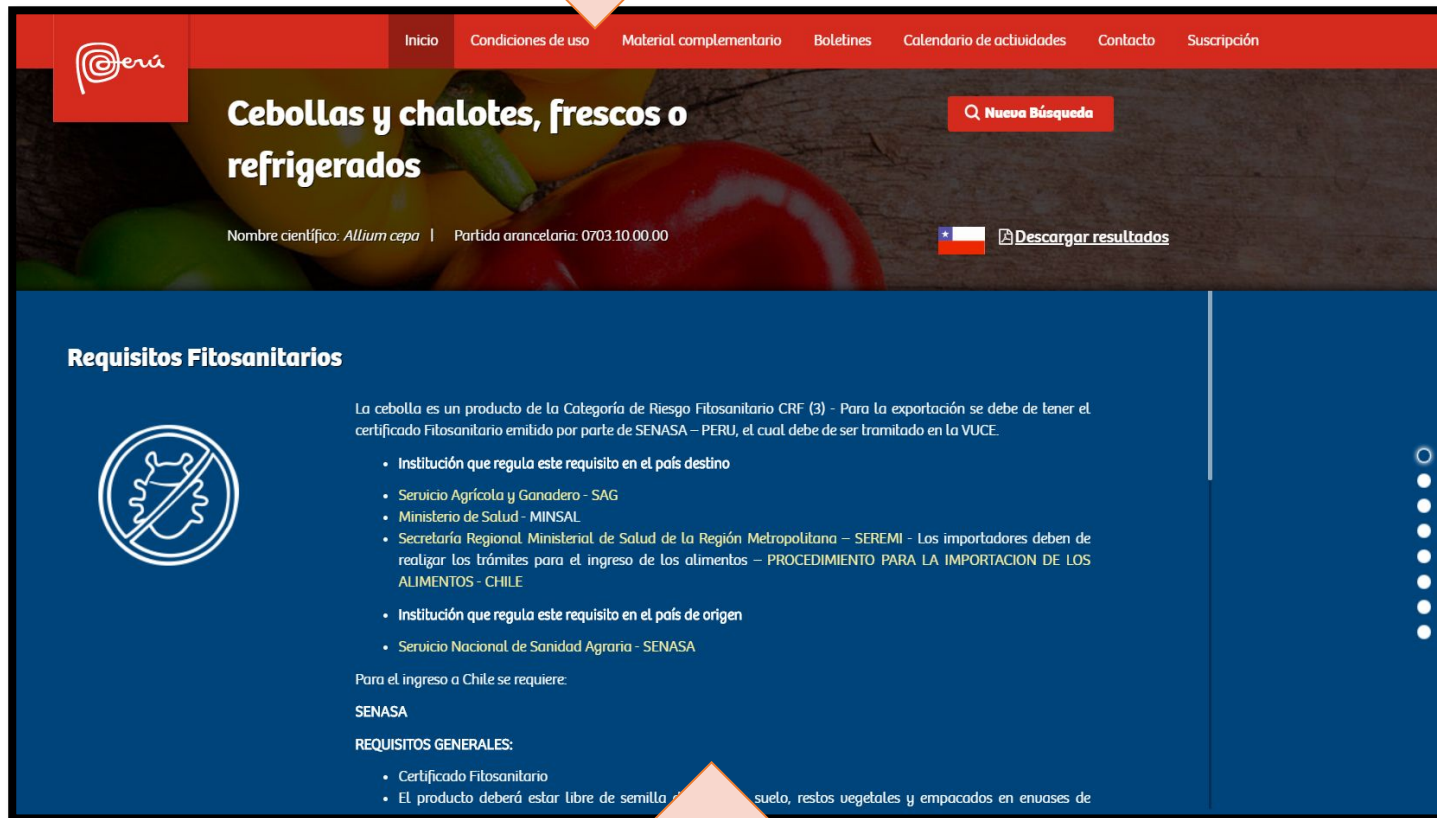 Perú
Inicio Condiciones de uso Material complementario Boletines Calendario de actividades Contacto Suscripción
Cebollas y chalotes, frescos o
refrigerados
Nueva Búsqueda
Nombre científico: Allium cepa | Partida arancelaria: 0703.10.00.00
Descargar resultados
Requisitos Fitosanitarios
La cebolla es un producto de la Categoría de Riesgo Fitosanitario CRF (3) - Para la exportación se debe de tener el
certificado Fitosanitario emitido por parte de SENASA – PERU, el cual debe de ser tramitado en la VUCE.
• Institución que regula este requisito en el país destino
• Servicio Agrícola y Ganadero - SAG
• Ministerio de Salud - MINSAL
• Secretaría Regional Ministerial de Salud de la Región Metropolitana – SEREMI - Los importadores deben de
realizar los trámites para el ingreso de los alimentos – PROCEDIMIENTO PARA LA IMPORTACION DE LOS
ALIMENTOS - CHILE
• Institución que regula este requisito en el país de origen
• Servicio Nacional de Sanidad Agraria - SENASA
Para el ingreso a Chile se requiere:
SENASA
REQUISITOS GENERALES:
• Certificado Fitosanitario
• El producto deberá estar libre de semilla suelo, restos vegetales y empacados en envases de